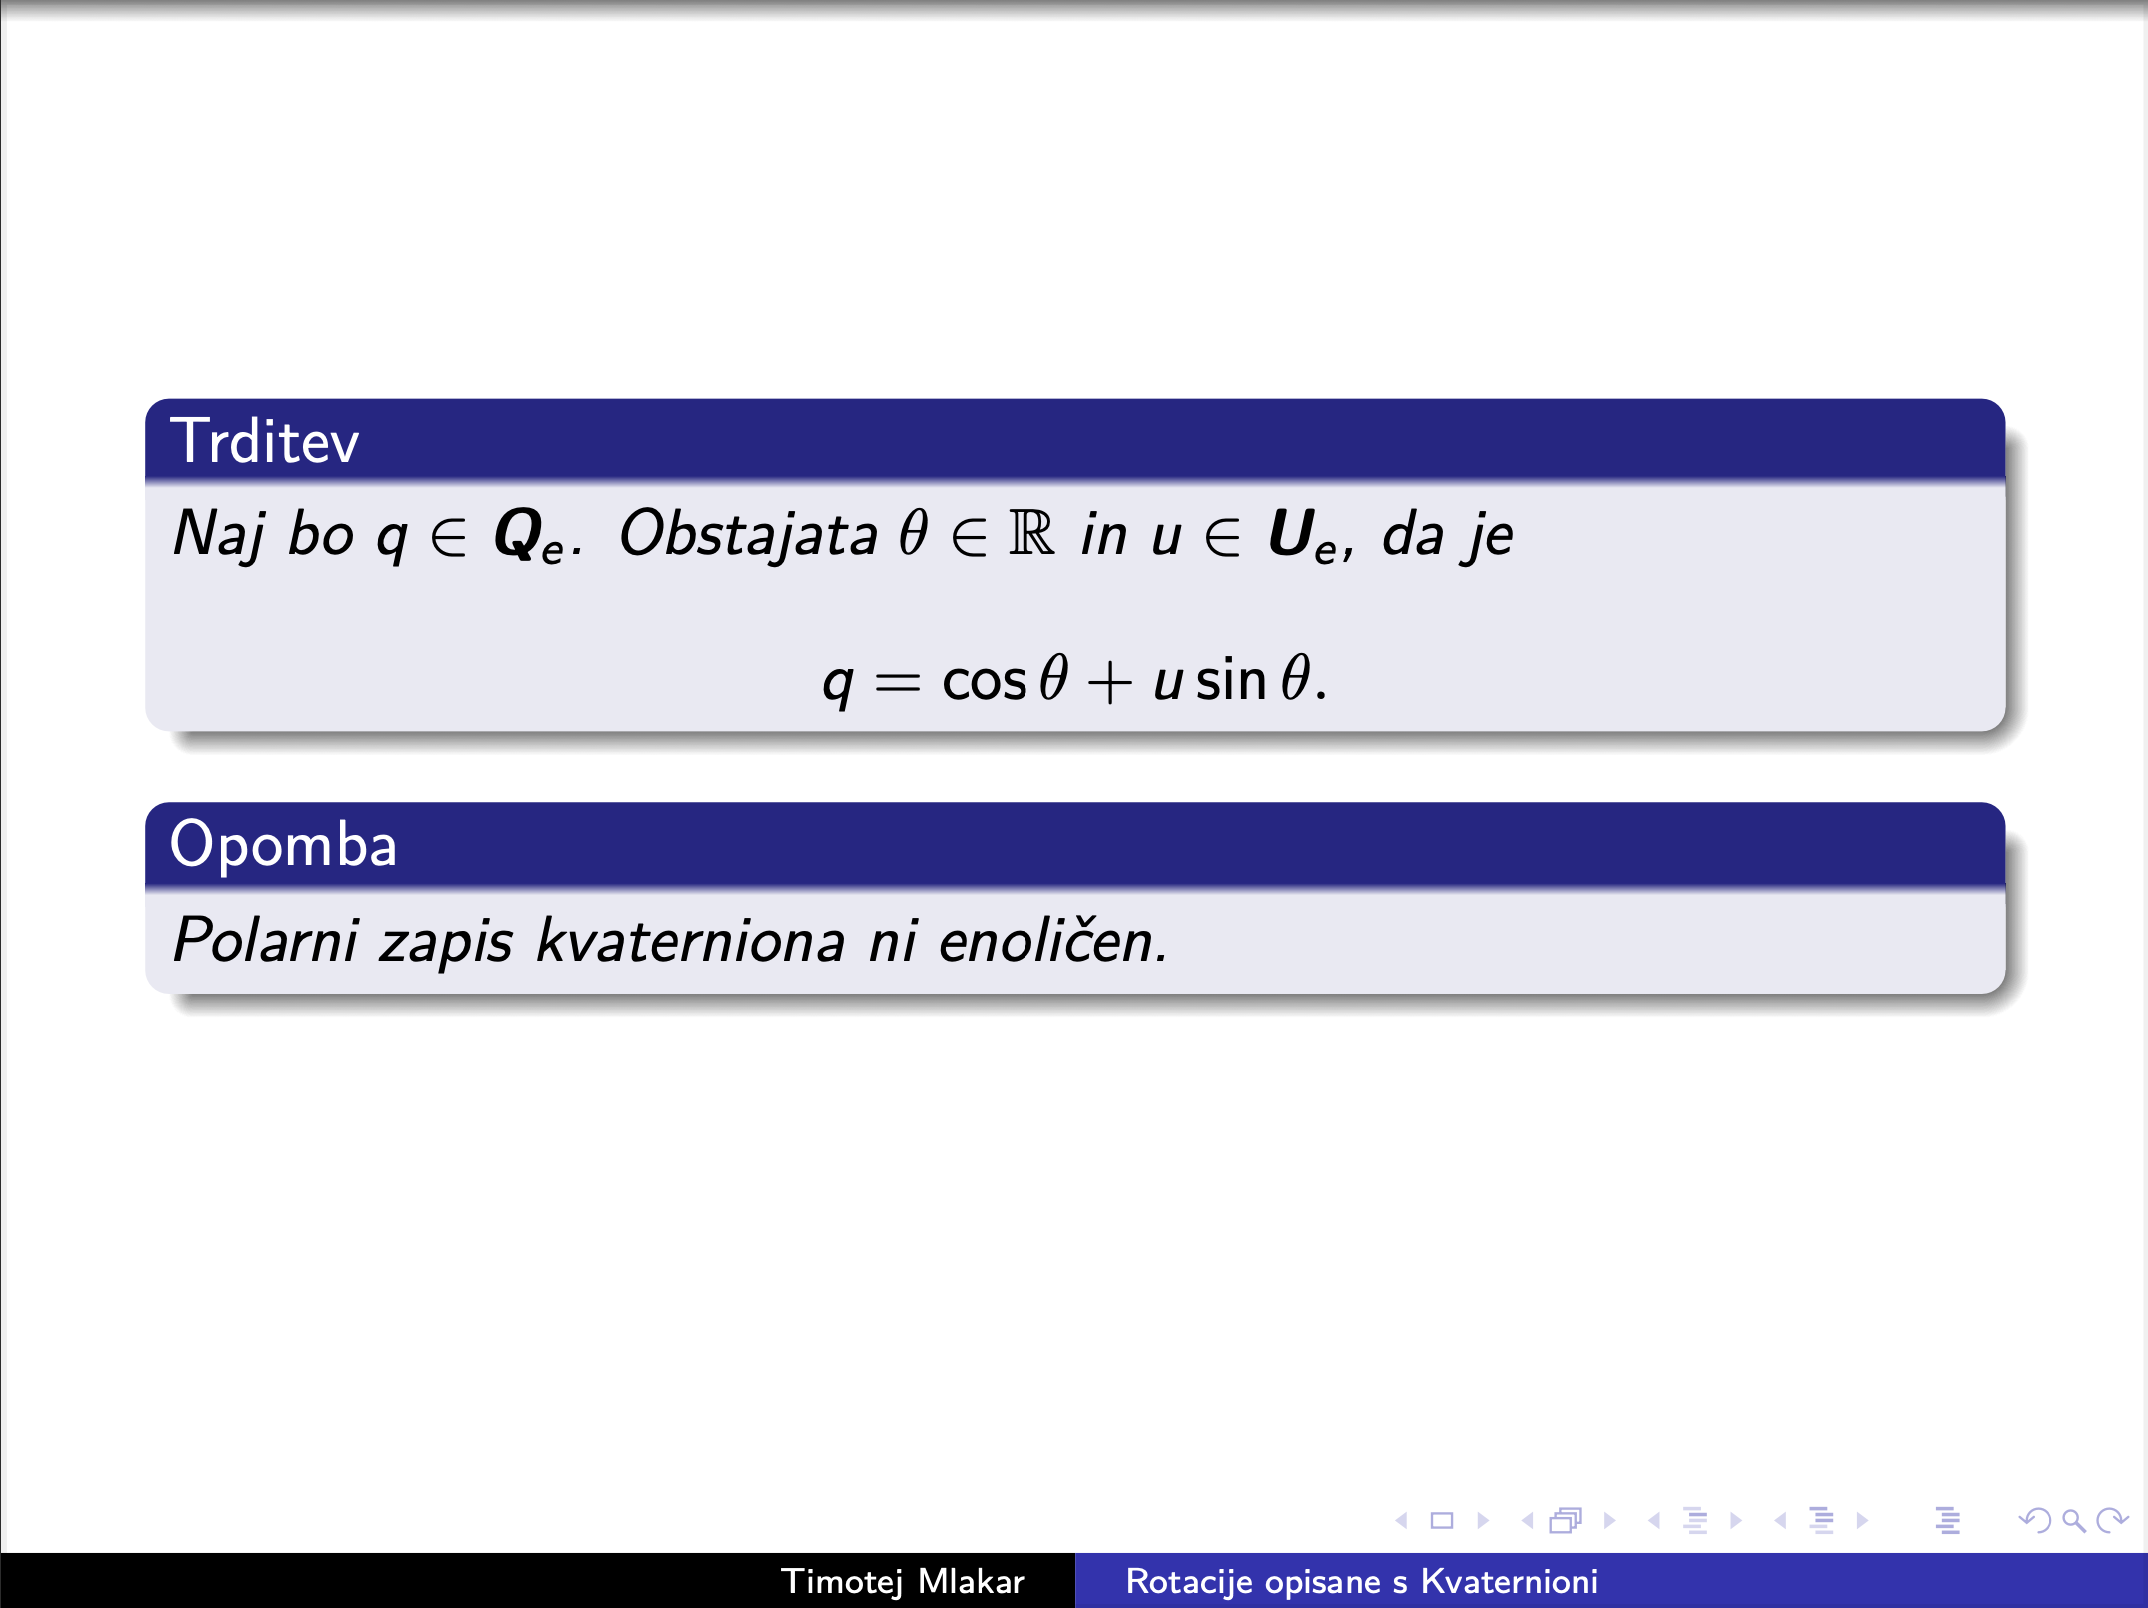 Trditev
Naj bo q ∈ Qₑ. Obstajata θ ∈ ℝ in u ∈ Uₑ, da je
q = cos θ + u sin θ.
Opomba
Polarni zapis kvaterniona ni enoličen.
Timotej Mlakar Rotacije opisane s Kvaternioni